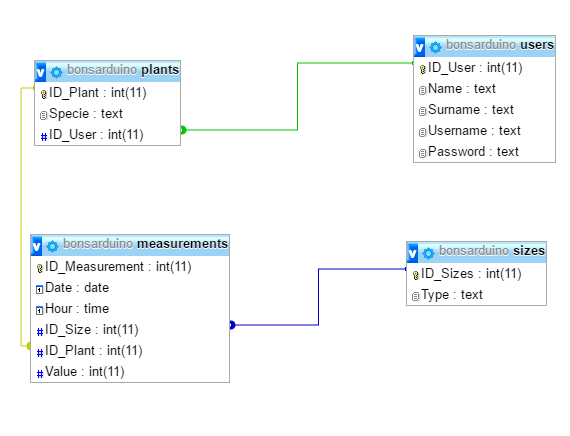 v bonsarduino plants
ID_Plant : int(11)
Specie : text
# ID_User : int(11)
v bonsarduino users
ID_User : int(11)
Name : text
Surname : text
Username : text
Password : text
v bonsarduino measurements
ID_Measurement : int(11)
Date : date
Hour : time
# ID_Size : int(11)
# ID_Plant : int(11)
# Value : int(11)
v bonsarduino sizes
ID_Sizes : int(11)
Type : text